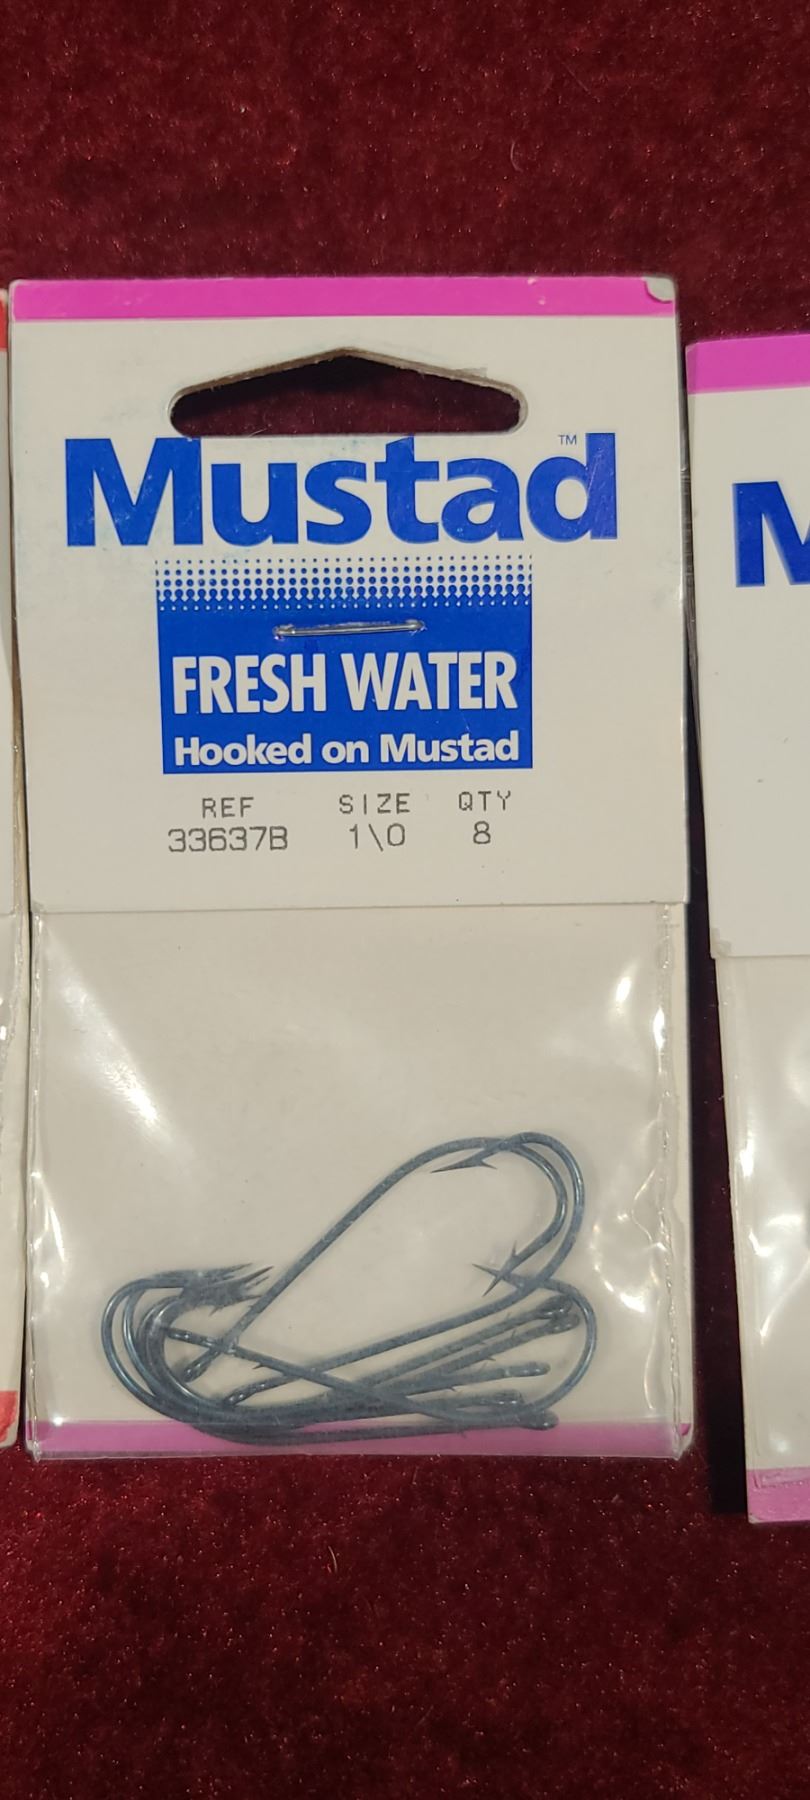 Mustad™
FRESH WATER
Hooked on Mustad
REF SIZE QTY
33637B 1\0 8
M